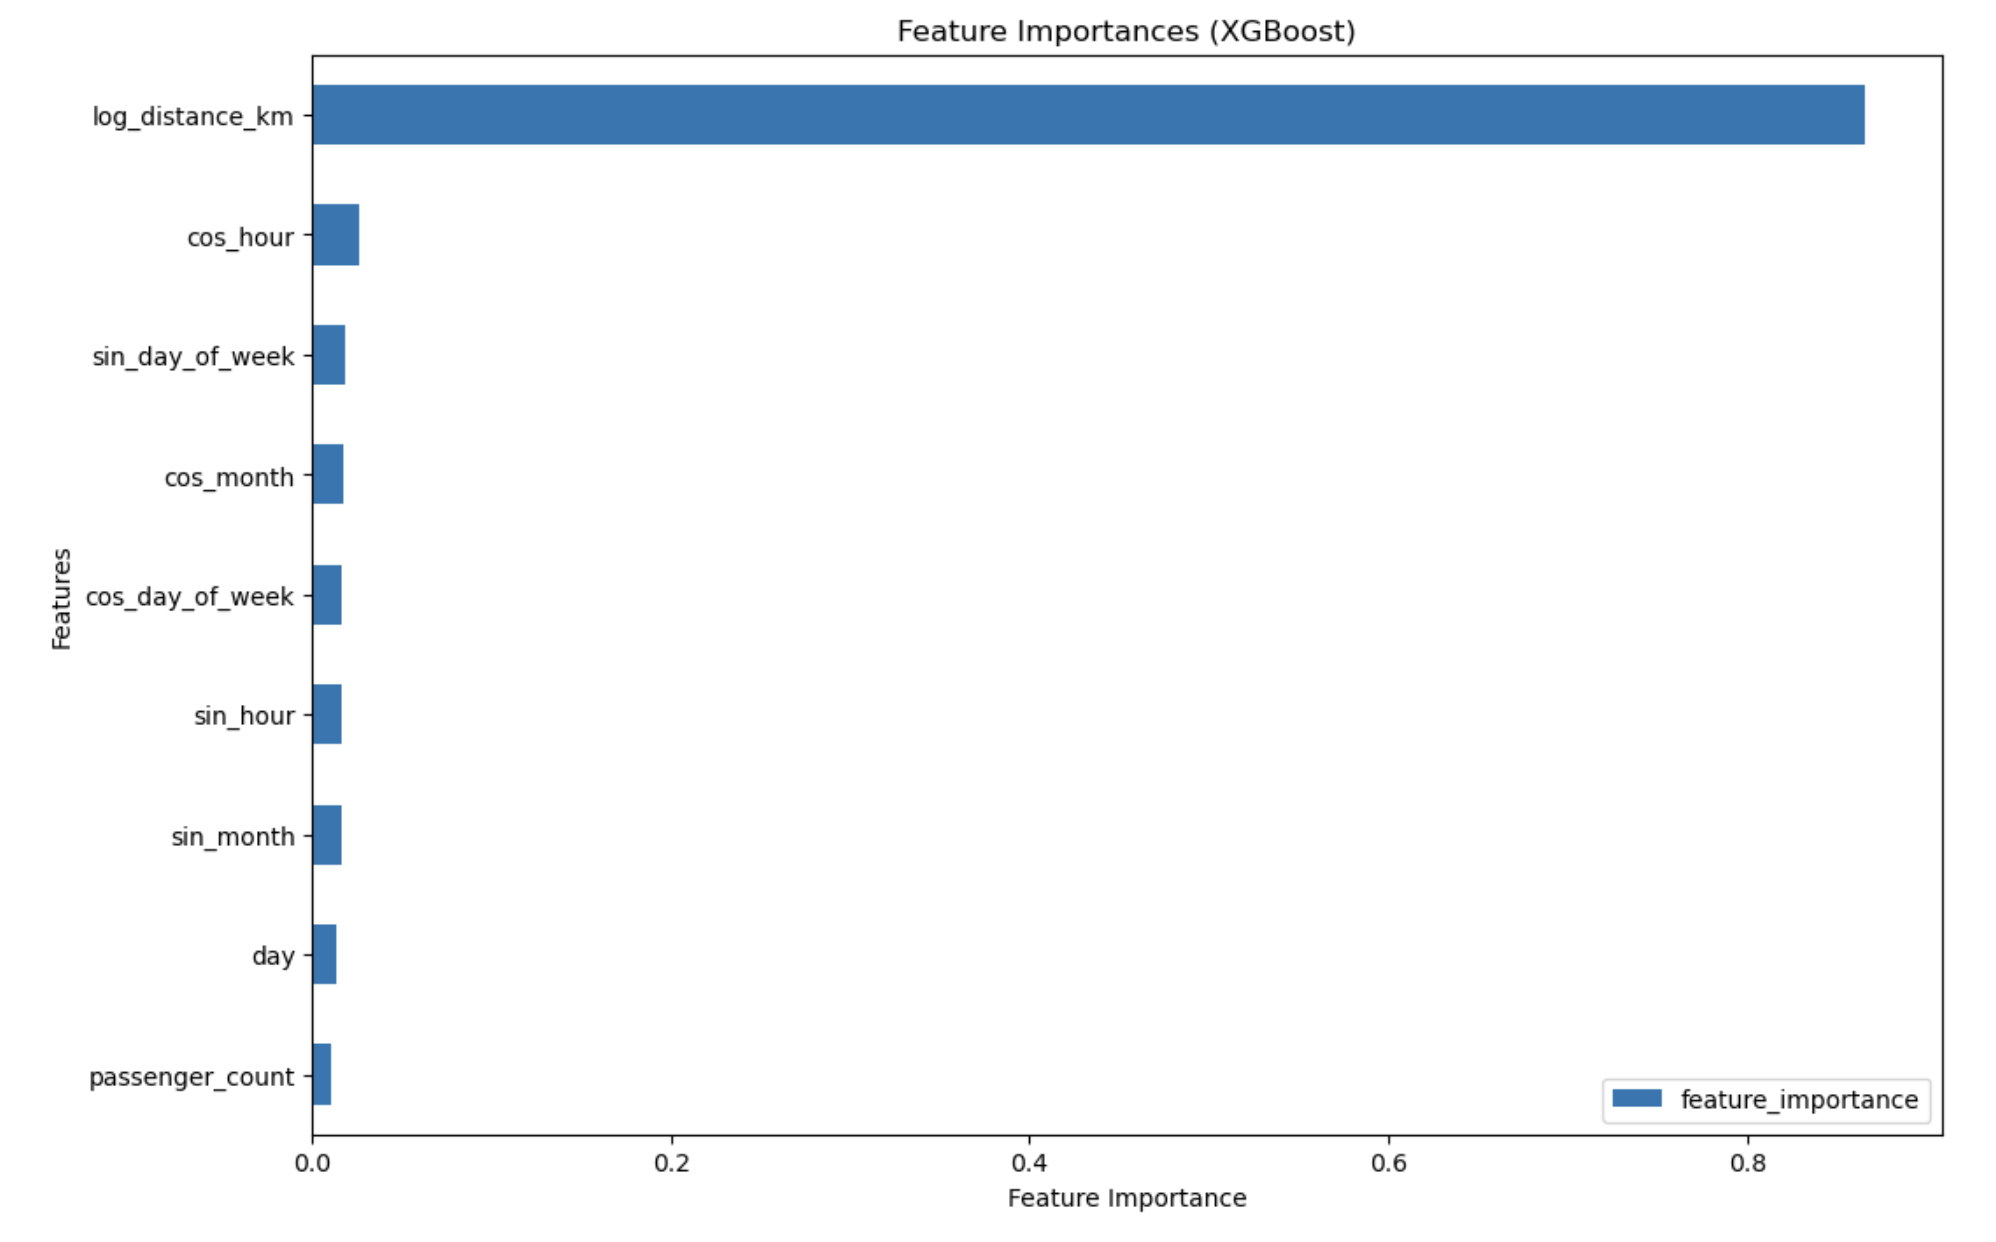 Feature Importances (XGBoost)
log_distance_km
cos_hour
sin_day_of_week
cos_month
cos_day_of_week
sin_hour
sin_month
day
passenger_count
Features
feature_importance
0.0 0.2 0.4 0.6 0.8
Feature Importance